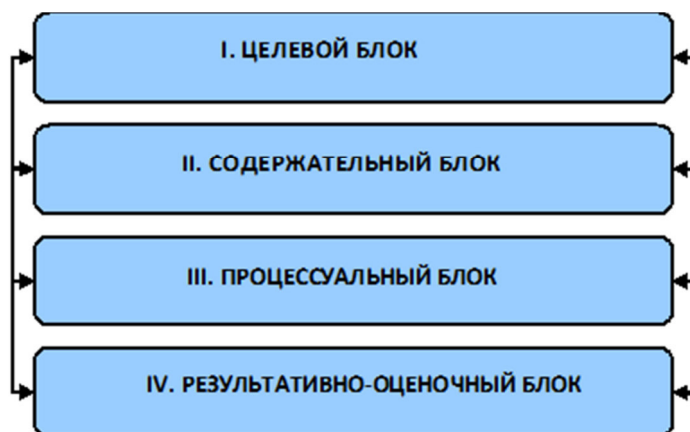 I. ЦЕЛЕВОЙ БЛОК
II. СОДЕРЖАТЕЛЬНЫЙ БЛОК
III. ПРОЦЕССУАЛЬНЫЙ БЛОК
IV. РЕЗУЛЬТАТИВНО-ОЦЕНОЧНЫЙ БЛОК